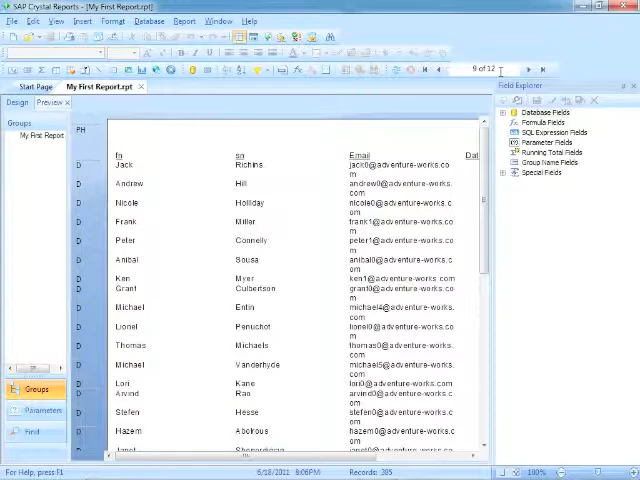 SAP Crystal Reports - [My First Report.rpt]
File Edit View Insert Format Database Report Window Help
9 of 12
Start Page My First Report.rpt
Field Explorer
Design Preview
Groups
My First Report
Database Fields
Formula Fields
SQL Expression Fields
Parameter Fields
Running Total Fields
Group Name Fields
Special Fields
PH
fn sn Email Dat
D Jack Richins jack0@adventure-works.co
m
D Andrew Hill andrew0@adventure-works.
com
D Nicole Holliday nicole0@adventure-works.co
m
D Frank Miller frank1@adventure-works.co
m
D Peter Connelly peter1@adventure-works.co
m
D Anibal Sousa anibal0@adventure-works.co
m
D Ken Myer ken1@adventure-works.com
D Grant Culbertson grant0@adventure-works.co
m
D Michael Entin michael4@adventure-works.
com
D Lionel Penuchot lionel0@adventure-works.co
m
D Thomas Michaels thomas0@adventure-works.co
m
D Michael Vanderhyde michael5@adventure-works.
com
D Lori Kane lori0@adventure-works.com
D Arvind Rao arvind0@adventure-works.c
om
D Stefen Hesse stefen0@adventure-works.c
om
D Hazem Abolrous hazem0@adventure-works.c
om
Groups
Parameters
Find
For Help, press F1 6/18/2011 8:06PM Records: 385 100%